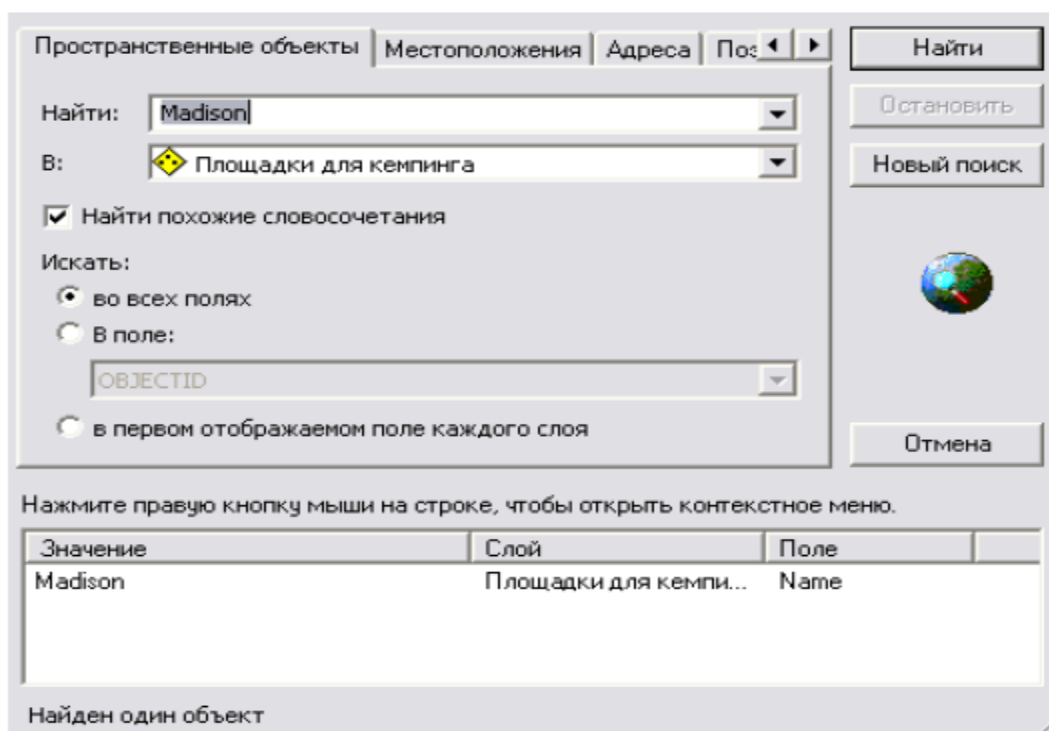 Пространственные объекты Местоположения Адреса Поз
Найти
Найти: Madison
Остановить
В: Площадки для кемпинга
Новый поиск
Найти похожие словосочетания
Искать:
во всех полях
В поле:
OBJECTID
в первом отображаемом поле каждого слоя
Отмена
Нажмите правую кнопку мыши на строке, чтобы открыть контекстное меню.
Значение Слой Поле
Madison Площадки для кемпи... Name
Найден один объект